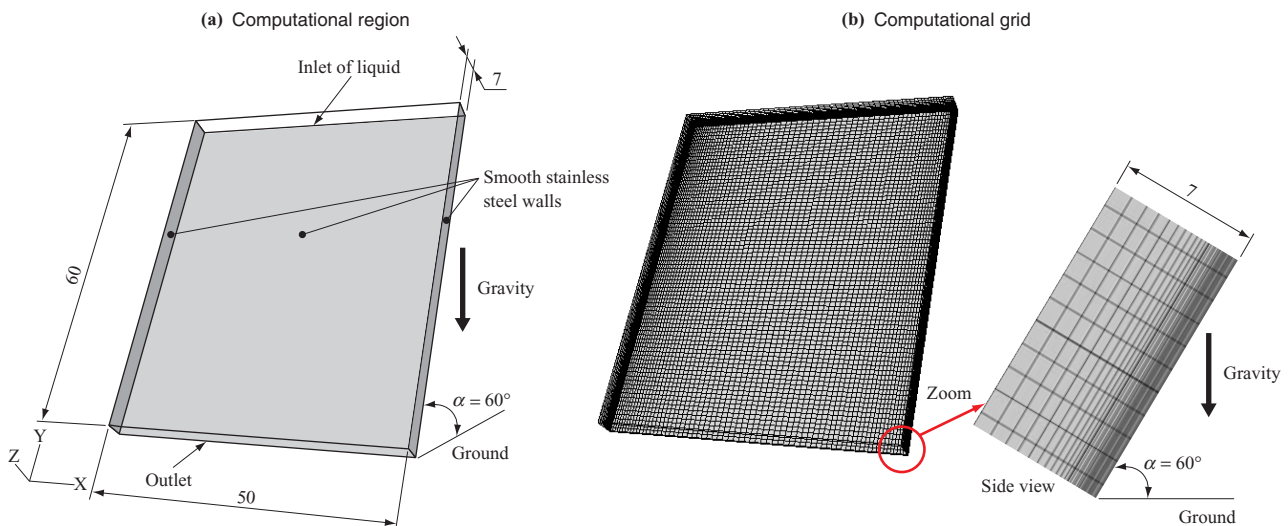 (a) Computational region
Inlet of liquid
7
Smooth stainless
steel walls
60
Gravity
α = 60°
Ground
Y
Z
X
Outlet
50
(b) Computational grid
7
Zoom
Gravity
α = 60°
Side view
Ground